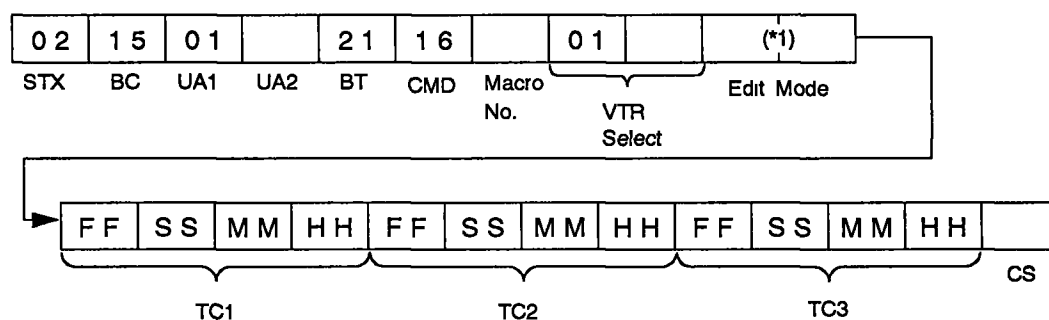 02 15 01 21 16 01 (*1)
STX BC UA1 UA2 BT CMD Macro No. VTR Select Edit Mode
FF SS MM HH FF SS MM HH FF SS MM HH
CS
TC1 TC2 TC3